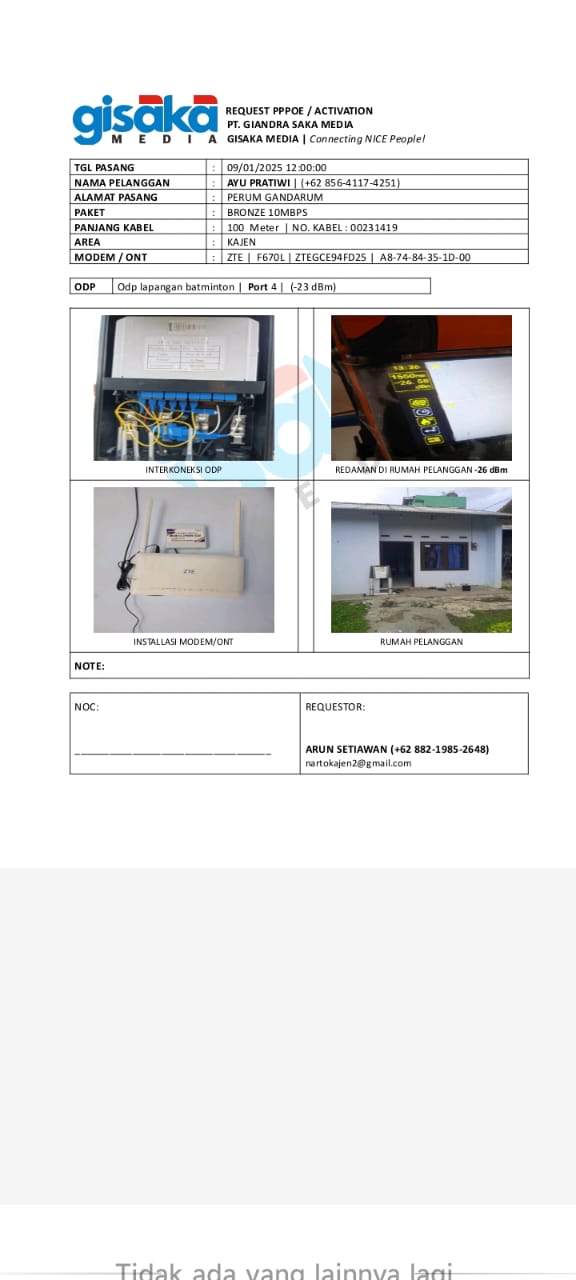 gisaka
MEDIA
REQUEST PPPOE / ACTIVATION
PT. GIANDRA SAKA MEDIA
GISAKA MEDIA | Connecting NICE People!
TGL PASANG : 09/01/2025 12:00:00
NAMA PELANGGAN : AYU PRATIWI | (+62 856-4117-4251)
ALAMAT PASANG : PERUM GANDARUM
PAKET : BRONZE 10MBPS
PANJANG KABEL : 100 Meter | NO. KABEL : 00231419
AREA : KAJEN
MODEM / ONT : ZTE | F670L | ZTEGCE94FD25 | A8-74-84-35-1D-00
ODP Odp lapangan batminton | Port 4 | (-23 dBm)
13:26
1550nm
-26.58
dBm
INTERKONEKSI ODP
REDAMAN DI RUMAH PELANGGAN -26 dBm
ZTE
INSTALLASI MODEM/ONT
RUMAH PELANGGAN
NOTE:
NOC:
REQUESTOR:
ARUN SETIAWAN (+62 882-1985-2648)
nartokajen2@gmail.com
Tidak ada yang lainnya lagi